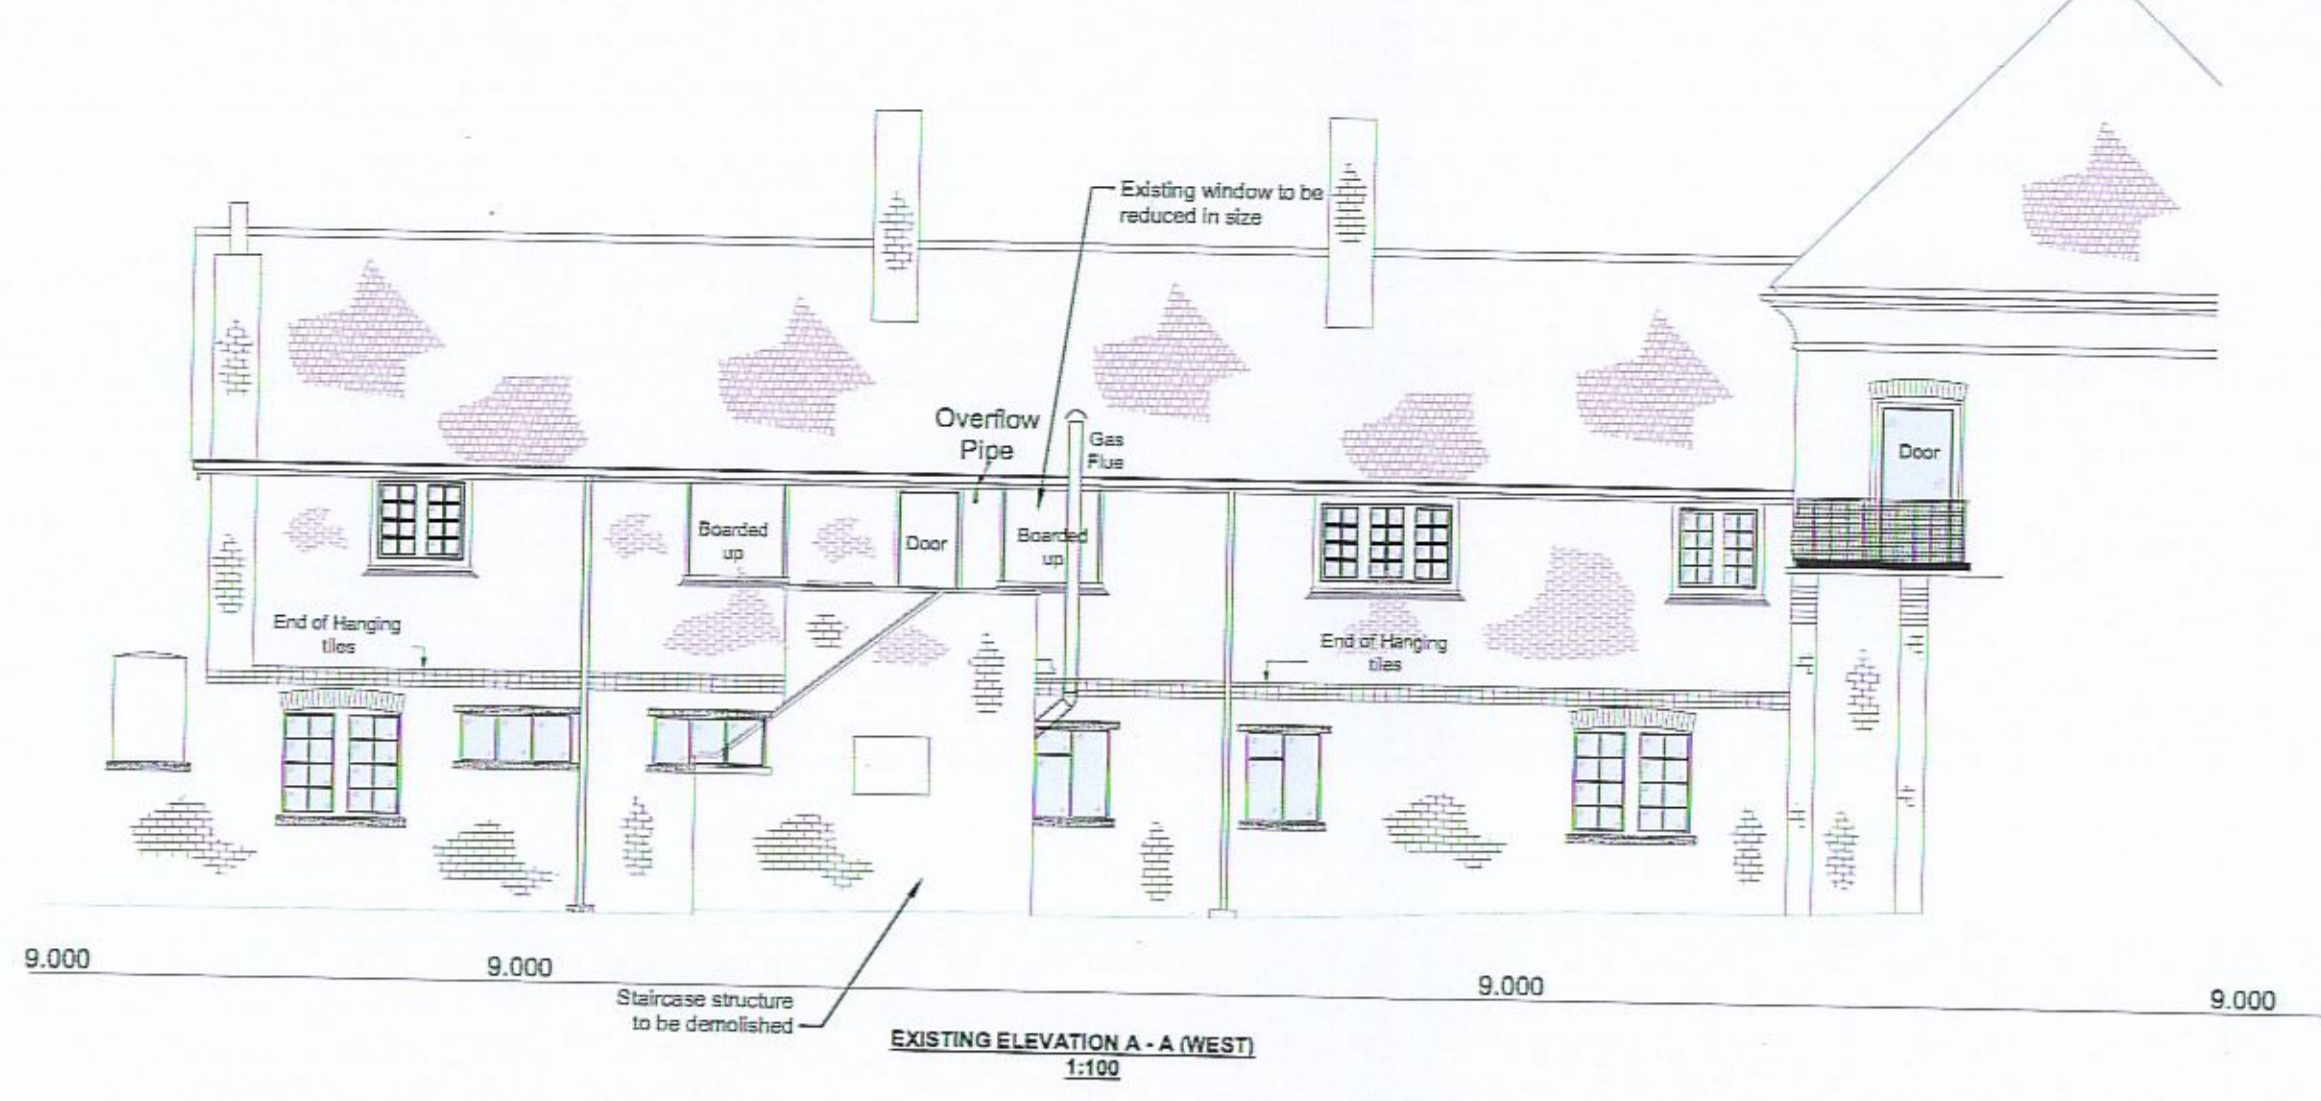 Existing window to be
reduced in size
Overflow
Pipe
Gas
Flue
Door
Boarded
up
Door
Boarded
up
End of Hanging
tiles
End of Hanging
tiles
9.000
9.000
9.000
9.000
Staircase structure
to be demolished
EXISTING ELEVATION A - A (WEST)
1:100